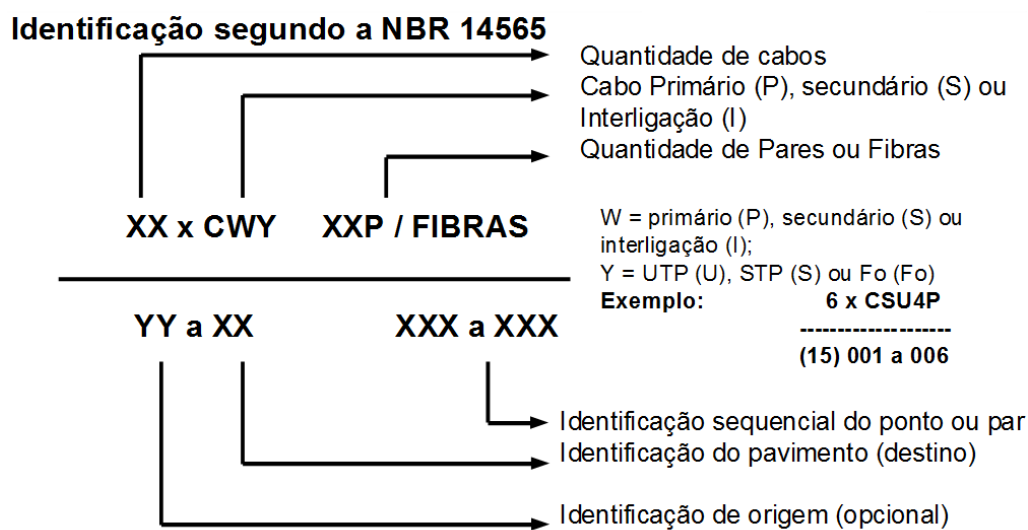 Identificação segundo a NBR 14565
Quantidade de cabos
Cabo Primário (P), secundário (S) ou
Interligação (I)
Quantidade de Pares ou Fibras
XX x CWY XXP / FIBRAS
W = primário (P), secundário (S) ou
interligação (I);
Y = UTP (U), STP (S) ou Fo (Fo)
Exemplo: 6 x CSU4P
--------------------
(15) 001 a 006
YY a XX XXX a XXX
Identificação sequencial do ponto ou par
Identificação do pavimento (destino)
Identificação de origem (opcional)